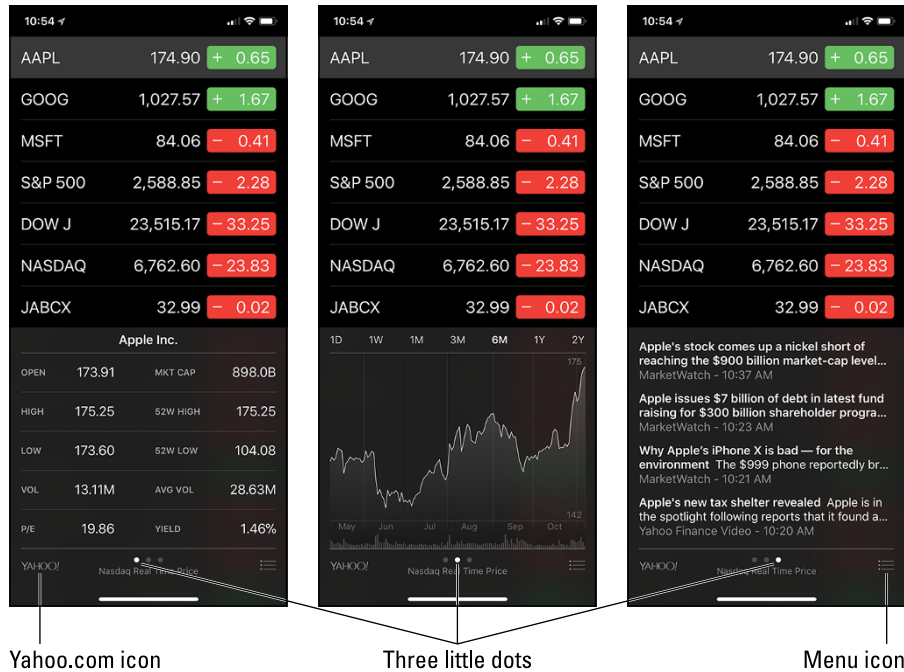 10:54
AAPL 174.90 + 0.65
GOOG 1,027.57 + 1.67
MSFT 84.06 – 0.41
S&P 500 2,588.85 – 2.28
DOW J 23,515.17 – 33.25
NASDAQ 6,762.60 – 23.83
JABCX 32.99 – 0.02
Apple Inc.
OPEN 173.91 MKT CAP 898.0B
HIGH 175.25 52W HIGH 175.25
LOW 173.60 52W LOW 104.08
VOL 13.11M AVG VOL 28.63M
P/E 19.86 YIELD 1.46%
YAHOO!
Nasdaq Real Time Price
10:54
AAPL 174.90 + 0.65
GOOG 1,027.57 + 1.67
MSFT 84.06 – 0.41
S&P 500 2,588.85 – 2.28
DOW J 23,515.17 – 33.25
NASDAQ 6,762.60 – 23.83
JABCX 32.99 – 0.02
1D 1W 1M 3M 6M 1Y 2Y
175
142
May Jun Jul Aug Sep Oct
YAHOO!
Nasdaq Real Time Price
10:54
AAPL 174.90 + 0.65
GOOG 1,027.57 + 1.67
MSFT 84.06 – 0.41
S&P 500 2,588.85 – 2.28
DOW J 23,515.17 – 33.25
NASDAQ 6,762.60 – 23.83
JABCX 32.99 – 0.02
Apple's stock comes up a nickel short of
reaching the $900 billion market-cap level...
MarketWatch - 10:37 AM
Apple issues $7 billion of debt in latest fund
raising for $300 billion shareholder progra...
MarketWatch - 10:23 AM
Why Apple's iPhone X is bad — for the
environment The $999 phone reportedly br...
MarketWatch - 10:21 AM
Apple's new tax shelter revealed Apple is in
the spotlight following reports that it found a...
Yahoo Finance Video - 10:20 AM
YAHOO!
Nasdaq Real Time Price
Yahoo.com icon
Three little dots
Menu icon